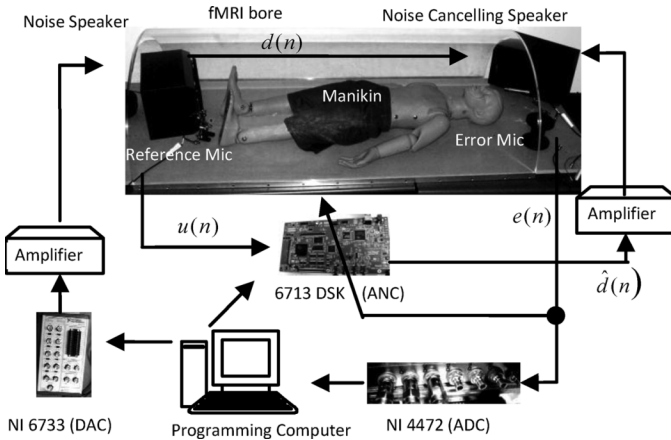 fMRI bore
Noise Speaker
Noise Cancelling Speaker
d(n)
Manikin
Reference Mic
Error Mic
u(n)
e(n)
Amplifier
Amplifier
6713 DSK (ANC)
d̂(n)
NI 6733 (DAC)
Programming Computer
NI 4472 (ADC)